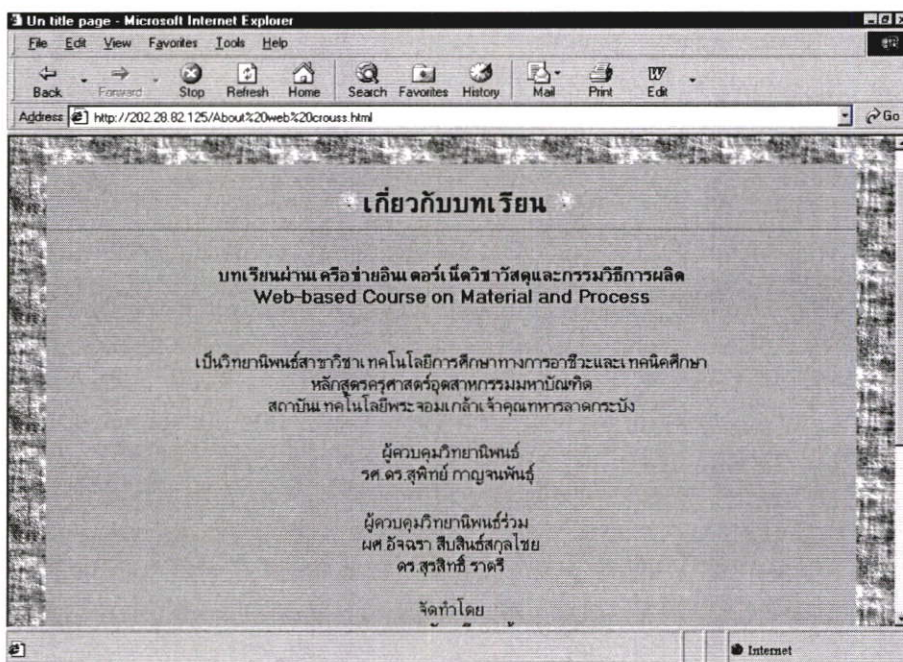 Un title page - Microsoft Internet Explorer
File Edit View Favorites Tools Help
Back Forward Stop Refresh Home Search Favorites History Mail Print Edit
Address http://202.28.82.125/About%20web%20crouss.html Go
เกี่ยวกับบทเรียน
บทเรียนผ่านเครือข่ายอินเตอร์เน็ตวิชาวัสดุและกรรมวิธีการผลิต
Web-based Course on Material and Process
เป็นวิทยานิพนธ์สาขาวิชาเทคโนโลยีการศึกษาทางการอาชีวะและเทคนิคศึกษา
หลักสูตรครุศาสตร์อุตสาหกรรมมหาบัณฑิต
สถาบันเทคโนโลยีพระจอมเกล้าเจ้าคุณทหารลาดกระบัง
ผู้ควบคุมวิทยานิพนธ์
รศ.ดร.สุพิทย์ กาญจนพันธุ์
ผู้ควบคุมวิทยานิพนธ์ร่วม
ผศ อัจฉรา สืบสินธ์สกุลไชย
ดร.สุรสิทธิ์ ราตรี
จัดทำโดย
Internet